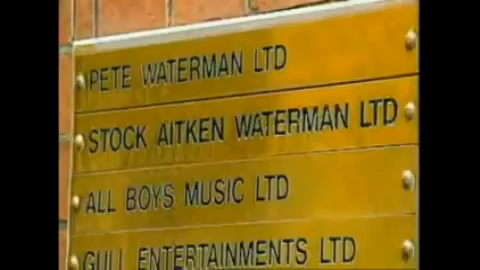 PETE WATERMAN LTD
STOCK AITKEN WATERMAN LTD
ALL BOYS MUSIC LTD
GULL ENTERTAINMENTS LTD